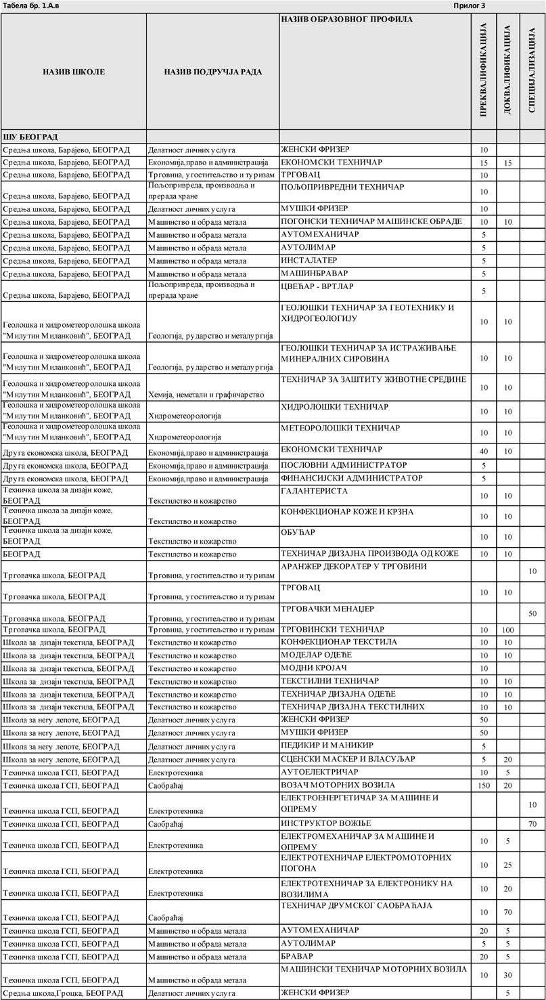 Табела бр. 1.А.в Прилог 3
НАЗИВ ШКОЛЕ НАЗИВ ПОДРУЧЈА РАДА НАЗИВ ОБРАЗОВНОГ ПРОФИЛА ПРЕКВАЛИФИКАЦИЈА ДОКВАЛИФИКАЦИЈА СПЕЦИЈАЛИЗАЦИЈА
ШУ БЕОГРАД
Средња школа, Барајево, БЕОГРАД Делатност личних услуга ЖЕНСКИ ФРИЗЕР 10
Средња школа, Барајево, БЕОГРАД Економија,право и администрација ЕКОНОМСКИ ТЕХНИЧАР 15 15
Средња школа, Барајево, БЕОГРАД Трговина, угоститељство и туризам ТРГОВАЦ 10
Средња школа, Барајево, БЕОГРАД Пољопривреда, производња и
прерада хране ПОЉОПРИВРЕДНИ ТЕХНИЧАР 10
Средња школа, Барајево, БЕОГРАД Делатност личних услуга МУШКИ ФРИЗЕР 10
Средња школа, Барајево, БЕОГРАД Машинство и обрада метала ПОГОНСКИ ТЕХНИЧАР МАШИНСКЕ ОБРАДЕ 10 10
Средња школа, Барајево, БЕОГРАД Машинство и обрада метала АУТОМЕХАНИЧАР 5
Средња школа, Барајево, БЕОГРАД Машинство и обрада метала АУТОЛИМАР 5
Средња школа, Барајево, БЕОГРАД Машинство и обрада метала ИНСТАЛАТЕР 5
Средња школа, Барајево, БЕОГРАД Машинство и обрада метала МАШИНБРАВАР 5
Средња школа, Барајево, БЕОГРАД Пољопривреда, производња и
прерада хране ЦВЕЋАР - ВРТЛАР 5
Геолошка и хидрометеоролошка школа
"Милутин Миланковић", БЕОГРАД Геологија, рударство и металургија ГЕОЛОШКИ ТЕХНИЧАР ЗА ГЕОТЕХНИКУ И
ХИДРОГЕОЛОГИЈУ 10 10
Геолошка и хидрометеоролошка школа
"Милутин Миланковић", БЕОГРАД Геологија, рударство и металургија ГЕОЛОШКИ ТЕХНИЧАР ЗА ИСТРАЖИВАЊЕ
МИНЕРАЛНИХ СИРОВИНА 10 10
Геолошка и хидрометеоролошка школа
"Милутин Миланковић", БЕОГРАД Хемија, неметали и графичарство ТЕХНИЧАР ЗА ЗАШТИТУ ЖИВОТНЕ СРЕДИНЕ 10 10
Геолошка и хидрометеоролошка школа
"Милутин Миланковић", БЕОГРАД Хидрометеорологија ХИДРОЛОШКИ ТЕХНИЧАР 10 10
Геолошка и хидрометеоролошка школа
"Милутин Миланковић", БЕОГРАД Хидрометеорологија МЕТЕОРОЛОШКИ ТЕХНИЧАР 10 10
Друга економска школа, БЕОГРАД Економија,право и администрација ЕКОНОМСКИ ТЕХНИЧАР 40 10
Друга економска школа, БЕОГРАД Економија,право и администрација ПОСЛОВНИ АДМИНИСТРАТОР 5
Друга економска школа, БЕОГРАД Економија,право и администрација ФИНАНСИЈСКИ АДМИНИСТРАТОР 5
Техничка школа за дизајн коже,
БЕОГРАД Текстилство и кожарство ГАЛАНТЕРИСТА 10 10
Техничка школа за дизајн коже,
БЕОГРАД Текстилство и кожарство КОНФЕКЦИОНАР КОЖЕ И КРЗНА 10 10
Техничка школа за дизајн коже,
БЕОГРАД Текстилство и кожарство ОБУЋАР 10 10
БЕОГРАД Текстилство и кожарство ТЕХНИЧАР ДИЗАЈНА ПРОИЗВОДА ОД КОЖЕ 10 10
Трговачка школа, БЕОГРАД Трговина, угоститељство и туризам АРАНЖЕР ДЕКОРАТЕР У ТРГОВИНИ 10
Трговачка школа, БЕОГРАД Трговина, угоститељство и туризам ТРГОВАЦ 10 10
Трговачка школа, БЕОГРАД Трговина, угоститељство и туризам ТРГОВАЧКИ МЕНАЏЕР 50
Трговачка школа, БЕОГРАД Трговина, угоститељство и туризам ТРГОВИНСКИ ТЕХНИЧАР 10 100
Школа за дизајн текстила, БЕОГРАД Текстилство и кожарство КОНФЕКЦИОНАР ТЕКСТИЛА 10 10
Школа за дизајн текстила, БЕОГРАД Текстилство и кожарство МОДЕЛАР ОДЕЋЕ 10 10
Школа за дизајн текстила, БЕОГРАД Текстилство и кожарство МОДНИ КРОЈАЧ 10
Школа за дизајн текстила, БЕОГРАД Текстилство и кожарство ТЕКСТИЛНИ ТЕХНИЧАР 10 10
Школа за дизајн текстила, БЕОГРАД Текстилство и кожарство ТЕХНИЧАР ДИЗАЈНА ОДЕЋЕ 10 10
Школа за дизајн текстила, БЕОГРАД Текстилство и кожарство ТЕХНИЧАР ДИЗАЈНА ТЕКСТИЛНИХ 10 10
Школа за негу лепоте, БЕОГРАД Делатност личних услуга ЖЕНСКИ ФРИЗЕР 50
Школа за негу лепоте, БЕОГРАД Делатност личних услуга МУШКИ ФРИЗЕР 50
Школа за негу лепоте, БЕОГРАД Делатност личних услуга ПЕДИКИР И МАНИКИР 5
Школа за негу лепоте, БЕОГРАД Делатност личних услуга СЦЕНСКИ МАСКЕР И ВЛАСУЉАР 5 20
Техничка школа ГСП, БЕОГРАД Електротехника АУТОЕЛЕКТРИЧАР 10 5
Техничка школа ГСП, БЕОГРАД Саобраћај ВОЗАЧ МОТОРНИХ ВОЗИЛА 150 20
Техничка школа ГСП, БЕОГРАД Електротехника ЕЛЕКТРОЕНЕРГЕТИЧАР ЗА МАШИНЕ И
ОПРЕМУ 10
Техничка школа ГСП, БЕОГРАД Саобраћај ИНСТРУКТОР ВОЖЊЕ 70
Техничка школа ГСП, БЕОГРАД Електротехника ЕЛЕКТРОМЕХАНИЧАР ЗА МАШИНЕ И
ОПРЕМУ 10 5
Техничка школа ГСП, БЕОГРАД Електротехника ЕЛЕКТРОТЕХНИЧАР ЕЛЕКТРОМОТОРНИХ
ПОГОНА 10 25
Техничка школа ГСП, БЕОГРАД Електротехника ЕЛЕКТРОТЕХНИЧАР ЗА ЕЛЕКТРОНИКУ НА
ВОЗИЛИМА 10 20
Техничка школа ГСП, БЕОГРАД Саобраћај ТЕХНИЧАР ДРУМСКОГ САОБРАЋАЈА 10 70
Техничка школа ГСП, БЕОГРАД Машинство и обрада метала АУТОМЕХАНИЧАР 20 5
Техничка школа ГСП, БЕОГРАД Машинство и обрада метала АУТОЛИМАР 5 5
Техничка школа ГСП, БЕОГРАД Машинство и обрада метала БРАВАР 20 5
Техничка школа ГСП, БЕОГРАД Машинство и обрада метала МАШИНСКИ ТЕХНИЧАР МОТОРНИХ ВОЗИЛА 10 30
Средња школа,Гроцка, БЕОГРАД Делатност личних услуга ЖЕНСКИ ФРИЗЕР 5